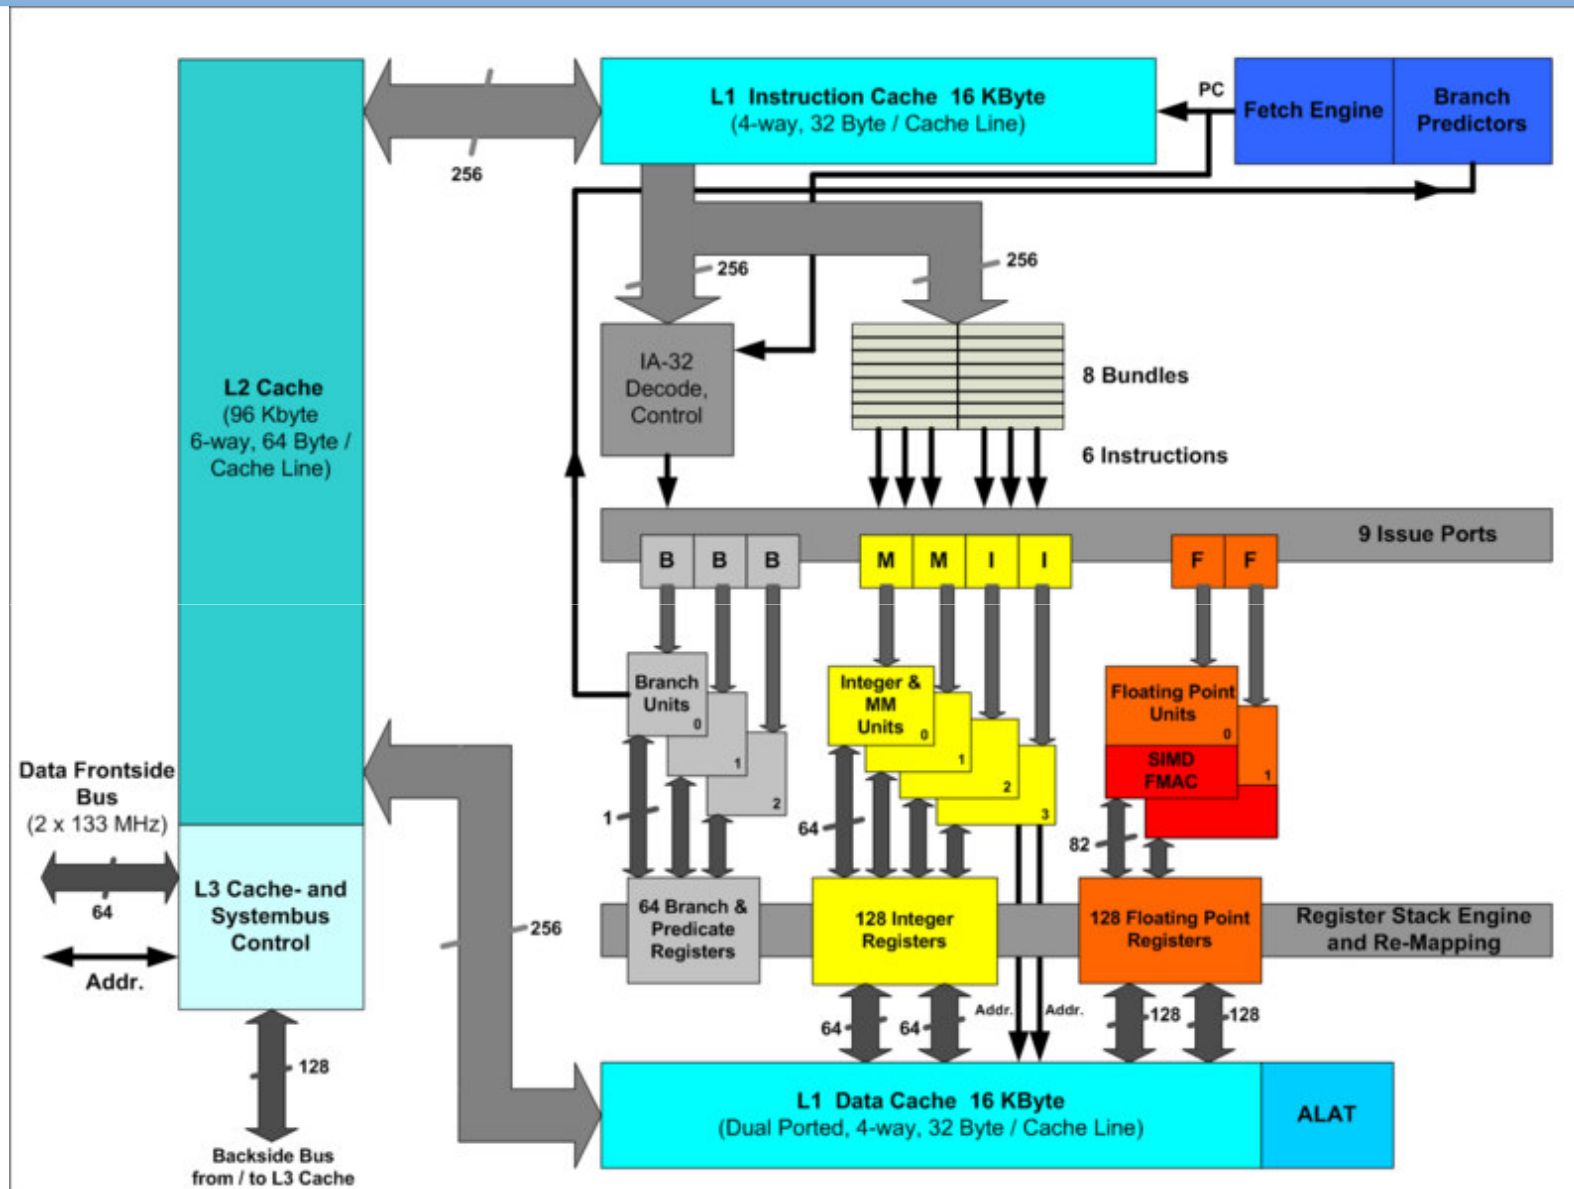 L1 Instruction Cache 16 KByte
(4-way, 32 Byte / Cache Line)
PC
Fetch Engine
Branch
Predictors
256
256
256
L2 Cache
(96 Kbyte
6-way, 64 Byte /
Cache Line)
IA-32
Decode,
Control
8 Bundles
6 Instructions
9 Issue Ports
B
B
B
M
M
I
I
F
F
Branch
Units
0
1
2
Integer &
MM
Units
0
1
2
3
Floating Point
Units
0
SIMD
FMAC
1
Data Frontside
Bus
(2 x 133 MHz)
64
Addr.
L3 Cache- and
Systembus
Control
1
64
82
256
64 Branch &
Predicate
Registers
128 Integer
Registers
128 Floating Point
Registers
Register Stack Engine
and Re-Mapping
64
64
Addr.
Addr.
128
128
128
L1 Data Cache 16 KByte
(Dual Ported, 4-way, 32 Byte / Cache Line)
ALAT
Backside Bus
from / to L3 Cache